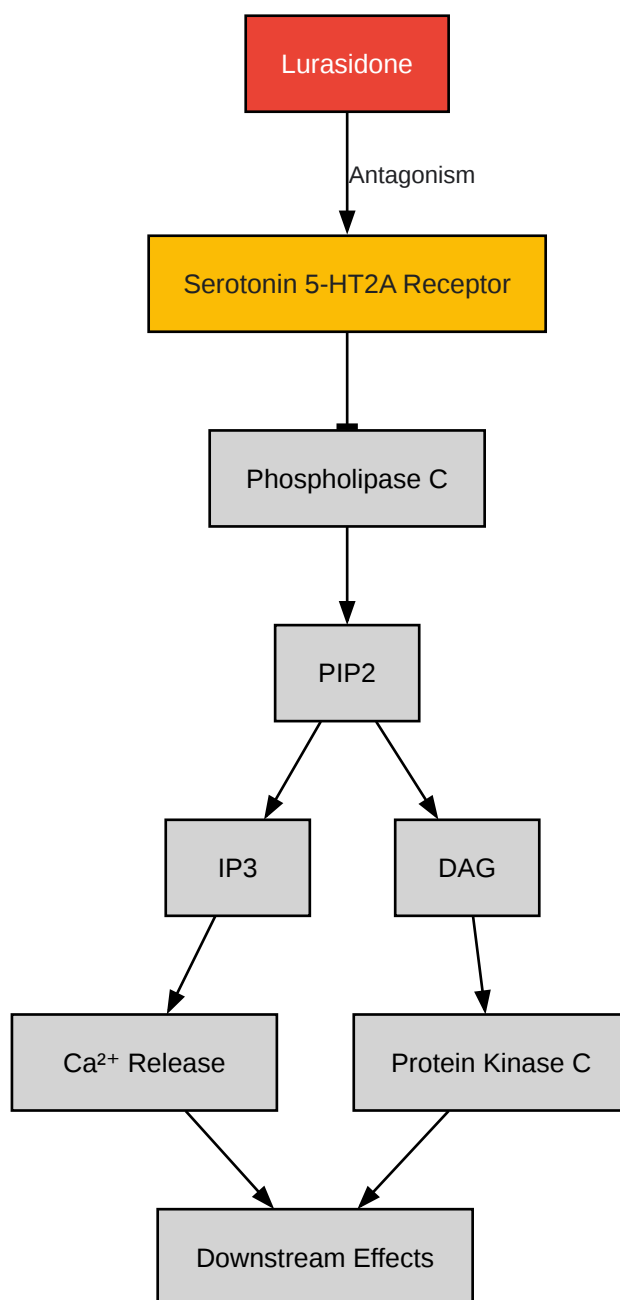 Lurasidone
Antagonism
Serotonin 5-HT2A Receptor
Phospholipase C
PIP2
IP3
DAG
Ca²⁺ Release
Protein Kinase C
Downstream Effects